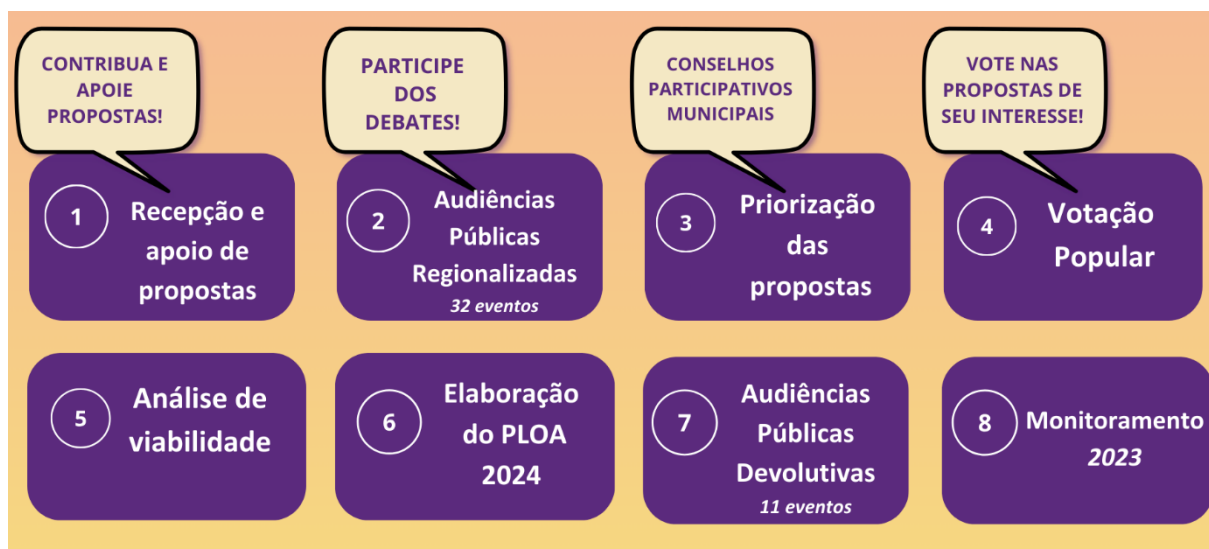 CONTRIBUA E
APOIE
PROPOSTAS!
1
Recepção e
apoio de
propostas
PARTICIPE
DOS
DEBATES!
2
Audiências
Públicas
Regionalizadas
32 eventos
CONSELHOS
PARTICIPATIVOS
MUNICIPAIS
3
Priorização
das
propostas
VOTE NAS
PROPOSTAS DE
SEU INTERESSE!
4
Votação
Popular
5
Análise de
viabilidade
6
Elaboração
do PLOA
2024
7
Audiências
Públicas
Devolutivas
11 eventos
8
Monitoramento
2023